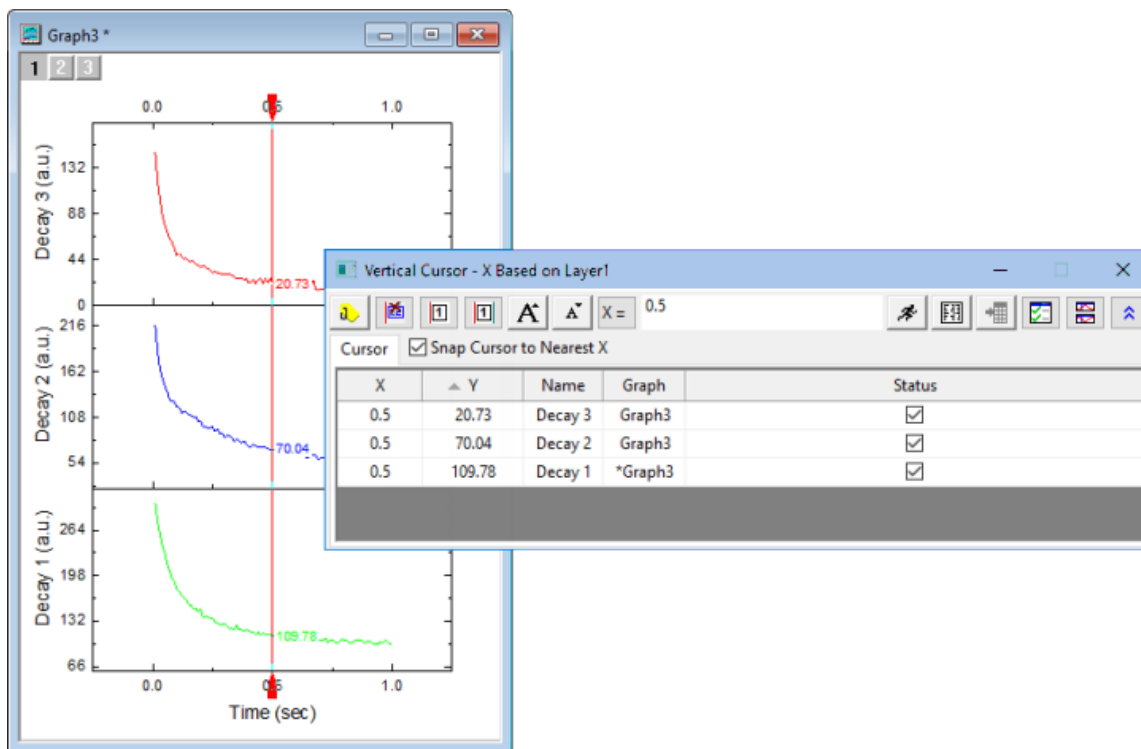 Graph3 *
1 2 3
0.0 0.5 1.0
Decay 3 (a.u.)
132
88
44
0
20.73
Decay 2 (a.u.)
216
162
108
54
70.04
Decay 1 (a.u.)
264
198
132
66
109.78
0.0 0.5 1.0
Time (sec)
Vertical Cursor - X Based on Layer1
1 1 A A X = 0.5
Cursor Snap Cursor to Nearest X
X Y Name Graph Status
0.5 20.73 Decay 3 Graph3
0.5 70.04 Decay 2 Graph3
0.5 109.78 Decay 1 *Graph3